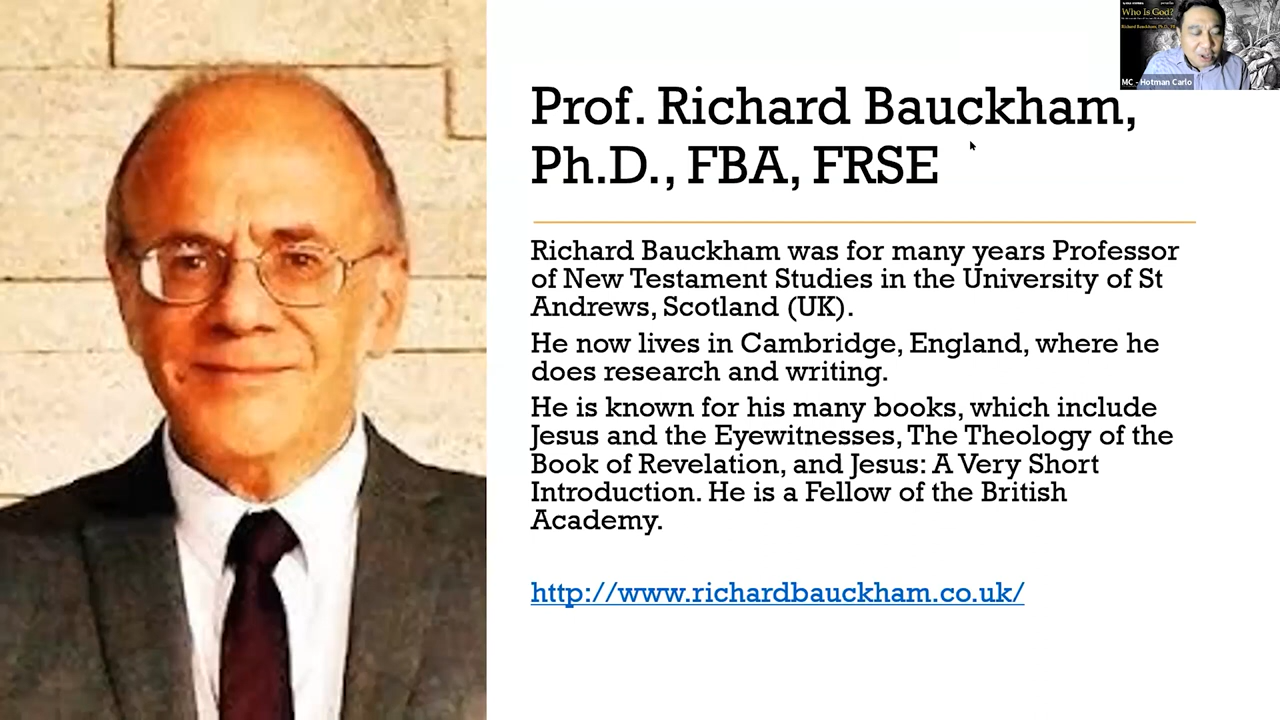 Who is God?
MC - Hotman Carlo
Prof. Richard Bauckham,
Ph.D., FBA, FRSE
Richard Bauckham was for many years Professor
of New Testament Studies in the University of St
Andrews, Scotland (UK).
He now lives in Cambridge, England, where he
does research and writing.
He is known for his many books, which include
Jesus and the Eyewitnesses, The Theology of the
Book of Revelation, and Jesus: A Very Short
Introduction. He is a Fellow of the British
Academy.
http://www.richardbauckham.co.uk/